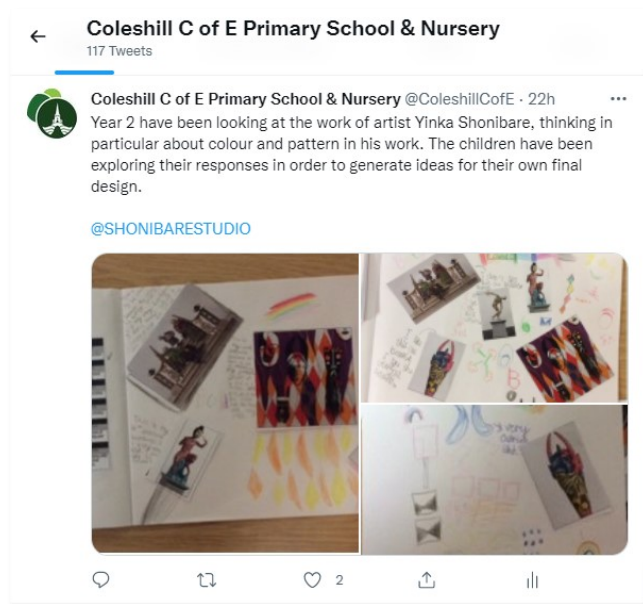 Coleshill C of E Primary School & Nursery
117 Tweets
Coleshill C of E Primary School & Nursery @ColeshillCofE · 22h
Year 2 have been looking at the work of artist Yinka Shonibare, thinking in
particular about colour and pattern in his work. The children have been
exploring their responses in order to generate ideas for their own final
design.
@SHONIBARESTUDIO
2